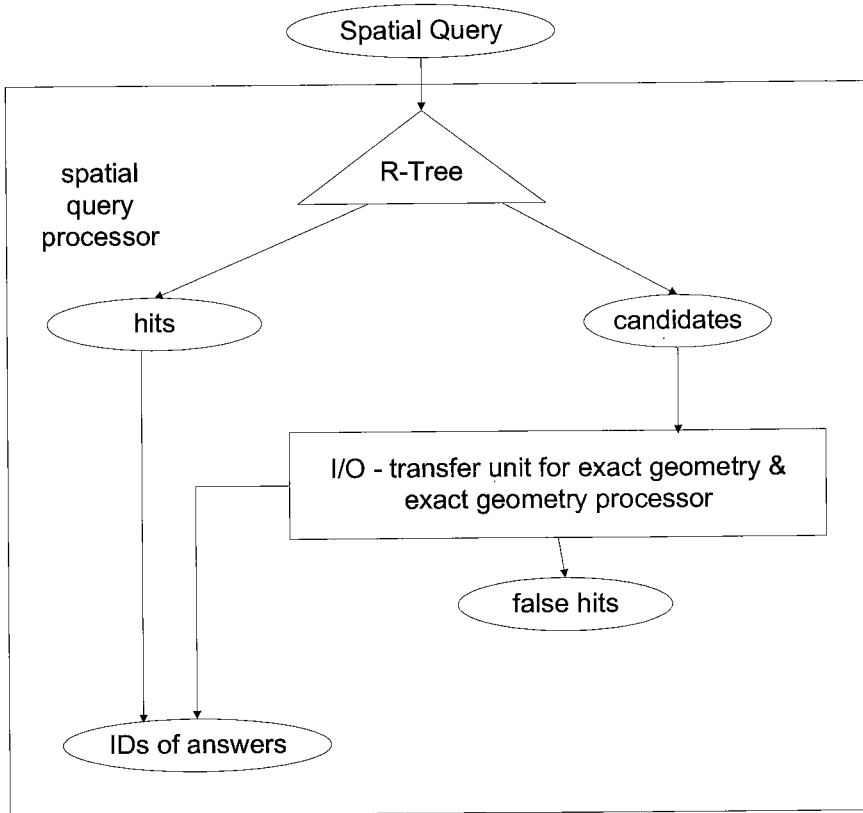 Spatial Query
R-Tree
spatial
query
processor
hits
candidates
I/O - transfer unit for exact geometry &
exact geometry processor
false hits
IDs of answers